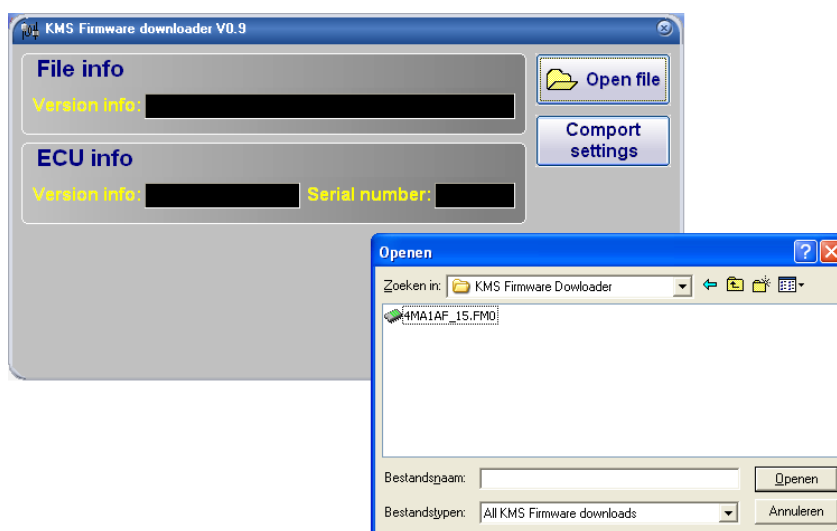 KMS Firmware downloader V0.9
File info
Version info:
Open file
Comport
settings
ECU info
Version info:
Serial number:
Openen
Zoeken in:
KMS Firmware Dowloader
4MA1AF_15.FM0
Bestandsnaam:
Openen
Bestandstypen:
All KMS Firmware downloads
Annuleren